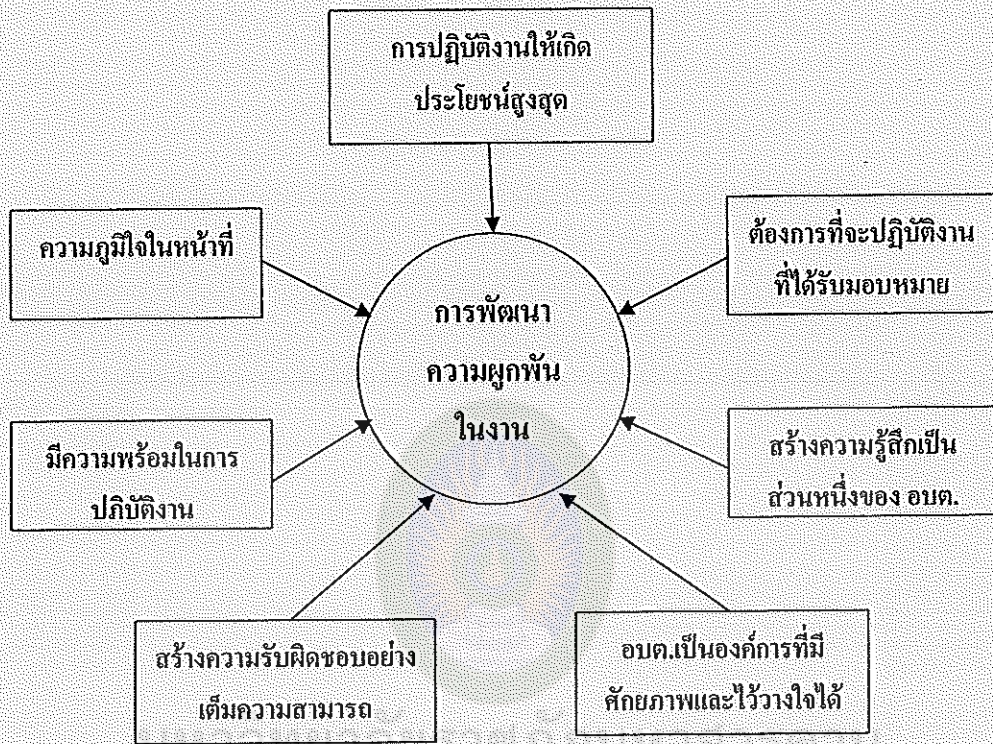 การปฏิบัติงานให้เกิด
ประโยชน์สูงสุด
ความภูมิใจในหน้าที่
ต้องการที่จะปฏิบัติงาน
ที่ได้รับมอบหมาย
การพัฒนา
ความผูกพัน
ในงาน
มีความพร้อมในการ
ปภิบัติงาน
สร้างความรู้สึกเป็น
ส่วนหนึ่งของ อบต.
สร้างความรับผิดชอบอย่าง
เต็มความสามารถ
อบต.เป็นองค์การที่มี
ศักยภาพและไว้วางใจได้